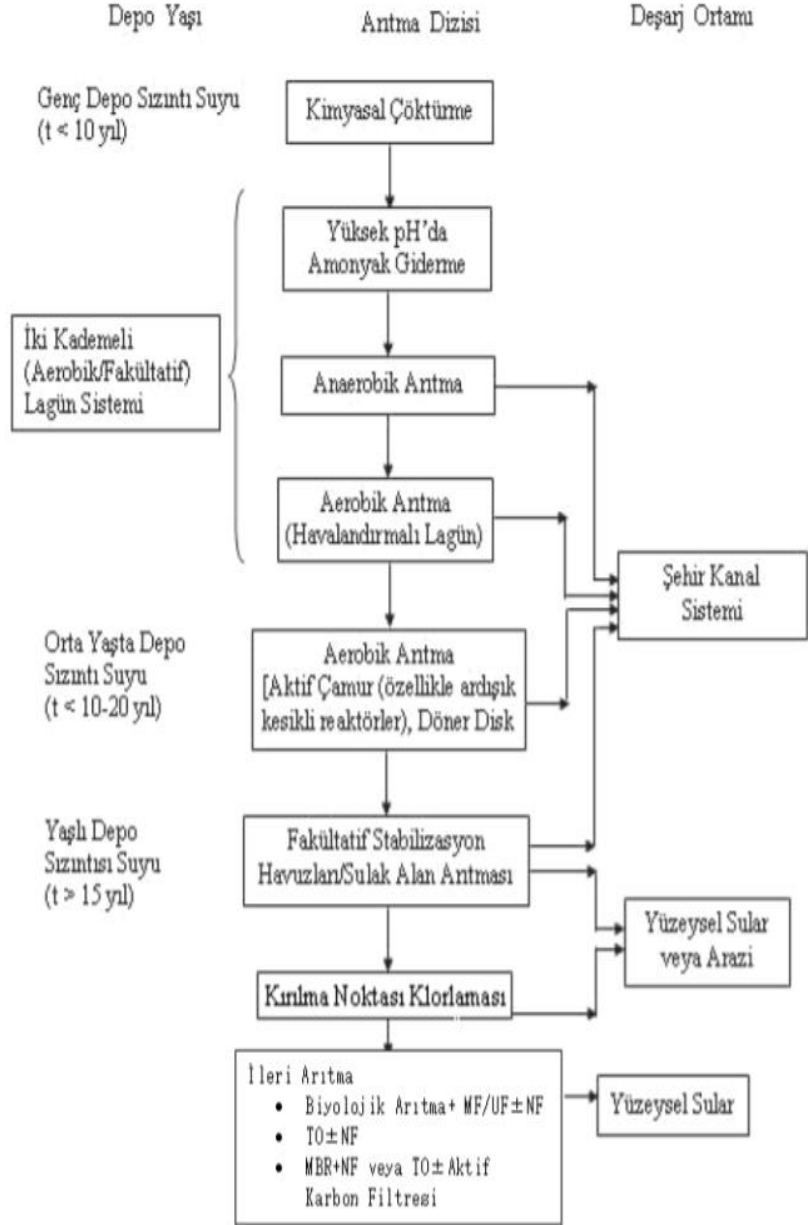 Depo Yaşı
Arıtma Dizisi
Deşarj Ortamı
Genç Depo Sızıntı Suyu
(t < 10 yıl)
Kimyasal Çöktürme
Yüksek pH'da
Amonyak Giderme
İki Kademeli
(Aerobik/Fakültatif)
Lagün Sistemi
Anaerobik Arıtma
Aerobik Arıtma
(Havalandırmalı Lagün)
Şehir Kanal
Sistemi
Orta Yaşta Depo
Sızıntı Suyu
(t < 10-20 yıl)
Aerobik Arıtma
[Aktif Çamur (özellikle ardışık
kesikli reaktörler), Döner Disk
Yaşlı Depo
Sızıntısı Suyu
(t > 15 yıl)
Fakültatif Stabilizasyon
Havuzları/Sulak Alan Arıtması
Yüzeysel Sular
veya Arazi
Kırılma Noktası Klorlaması
İleri Arıtma
• Biyolojik Arıtma+ MF/UF±NF
• TO±NF
• MBR+NF veya TO±Aktif
Karbon Filtresi
Yüzeysel Sular